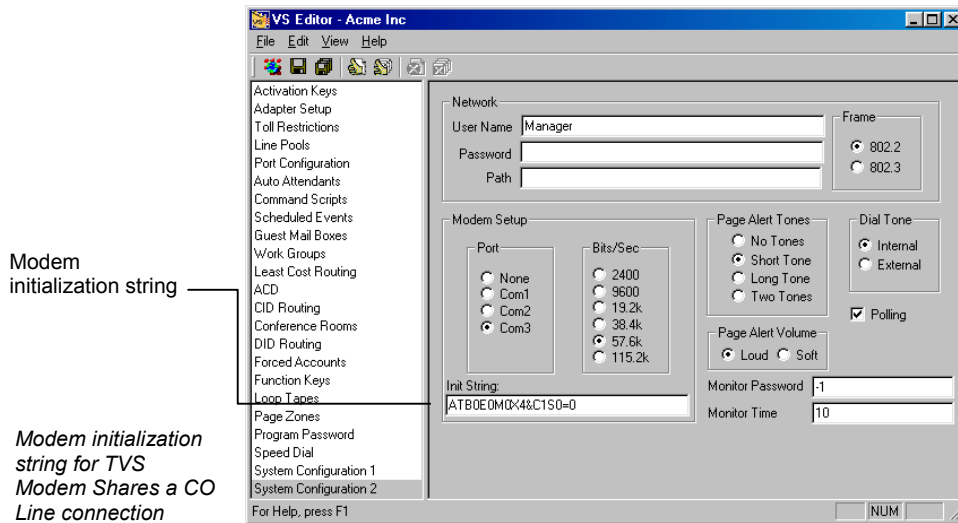 VS Editor - Acme Inc
File Edit View Help
Activation Keys
Adapter Setup
Toll Restrictions
Line Pools
Port Configuration
Auto Attendants
Command Scripts
Scheduled Events
Guest Mail Boxes
Work Groups
Least Cost Routing
ACD
CID Routing
Conference Rooms
DID Routing
Forced Accounts
Function Keys
Loop Tapes
Page Zones
Program Password
Speed Dial
System Configuration 1
System Configuration 2
Network
User Name Manager
Password
Path
Frame
802.2
802.3
Modem Setup
Port
None
Com1
Com2
Com3
Bits/Sec
2400
9600
19.2k
38.4k
57.6k
115.2k
Init String:
ATB0E0M0X4&C1S0=0
Page Alert Tones
No Tones
Short Tone
Long Tone
Two Tones
Dial Tone
Internal
External
Polling
Page Alert Volume
Loud Soft
Monitor Password -1
Monitor Time 10
For Help, press F1
NUM
Modem
initialization string
Modem initialization
string for TVS
Modem Shares a CO
Line connection